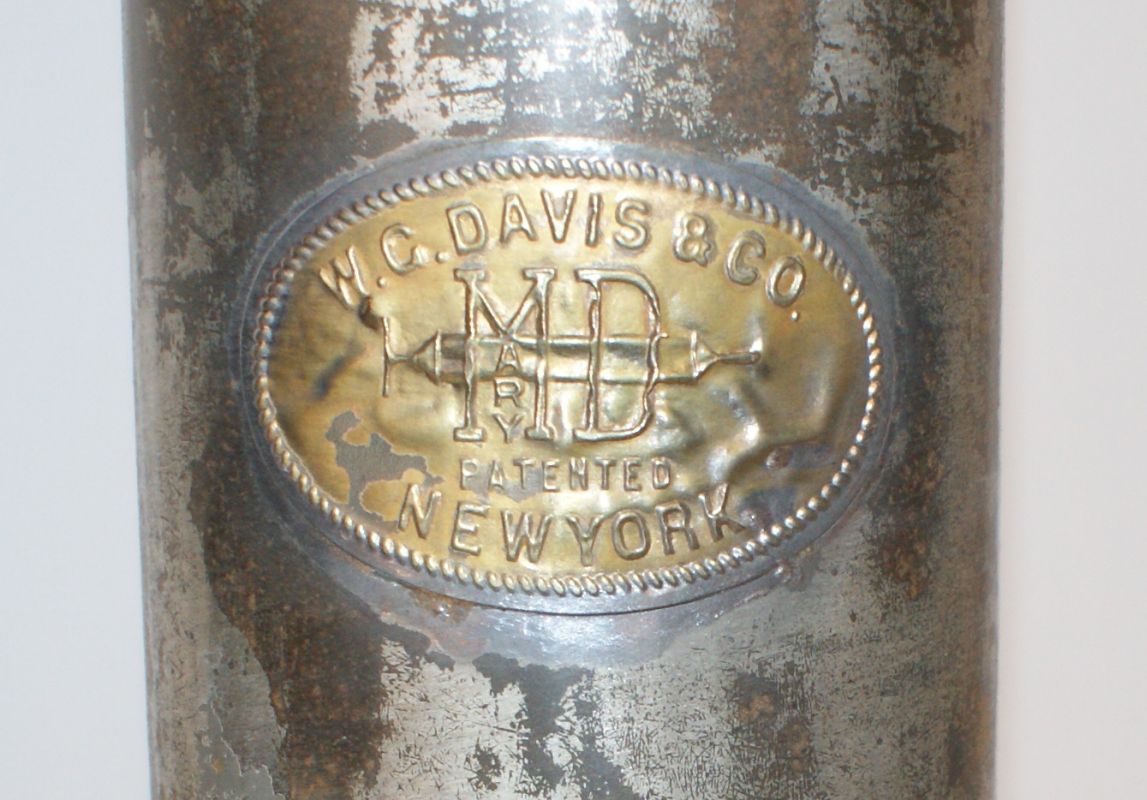 W.C. DAVIS & CO.
MD
MARY
PATENTED
NEW YORK